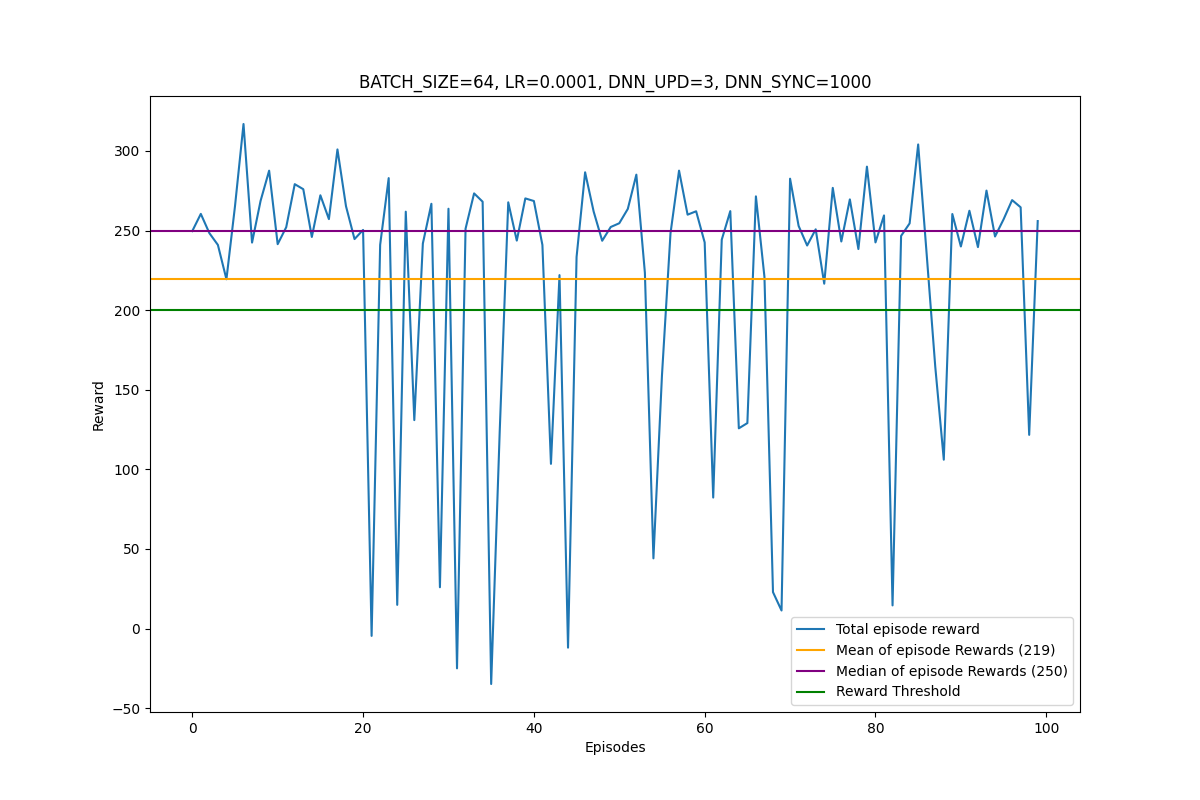 BATCH_SIZE=64, LR=0.0001, DNN_UPD=3, DNN_SYNC=1000
300
250
200
150
100
50
0
−50
Reward
0 20 40 60 80 100
Episodes
Total episode reward
Mean of episode Rewards (219)
Median of episode Rewards (250)
Reward Threshold